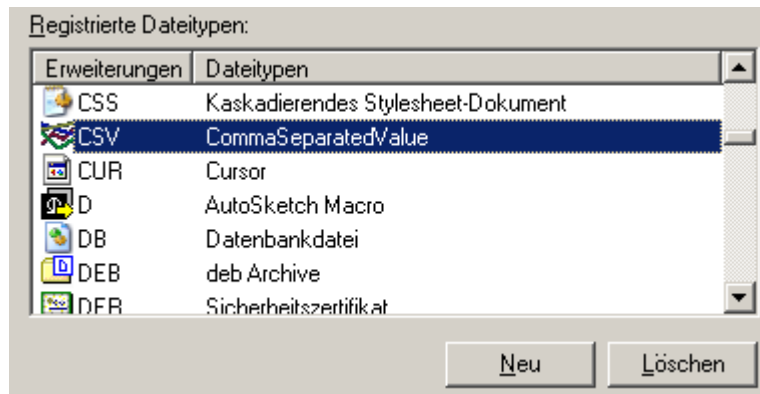 Registrierte Dateitypen:
Erweiterungen Dateitypen
CSS Kaskadierendes Stylesheet-Dokument
CSV CommaSeparatedValue
CUR Cursor
D AutoSketch Macro
DB Datenbankdatei
DEB deb Archive
DER Sicherheitszertifikat
Neu Löschen